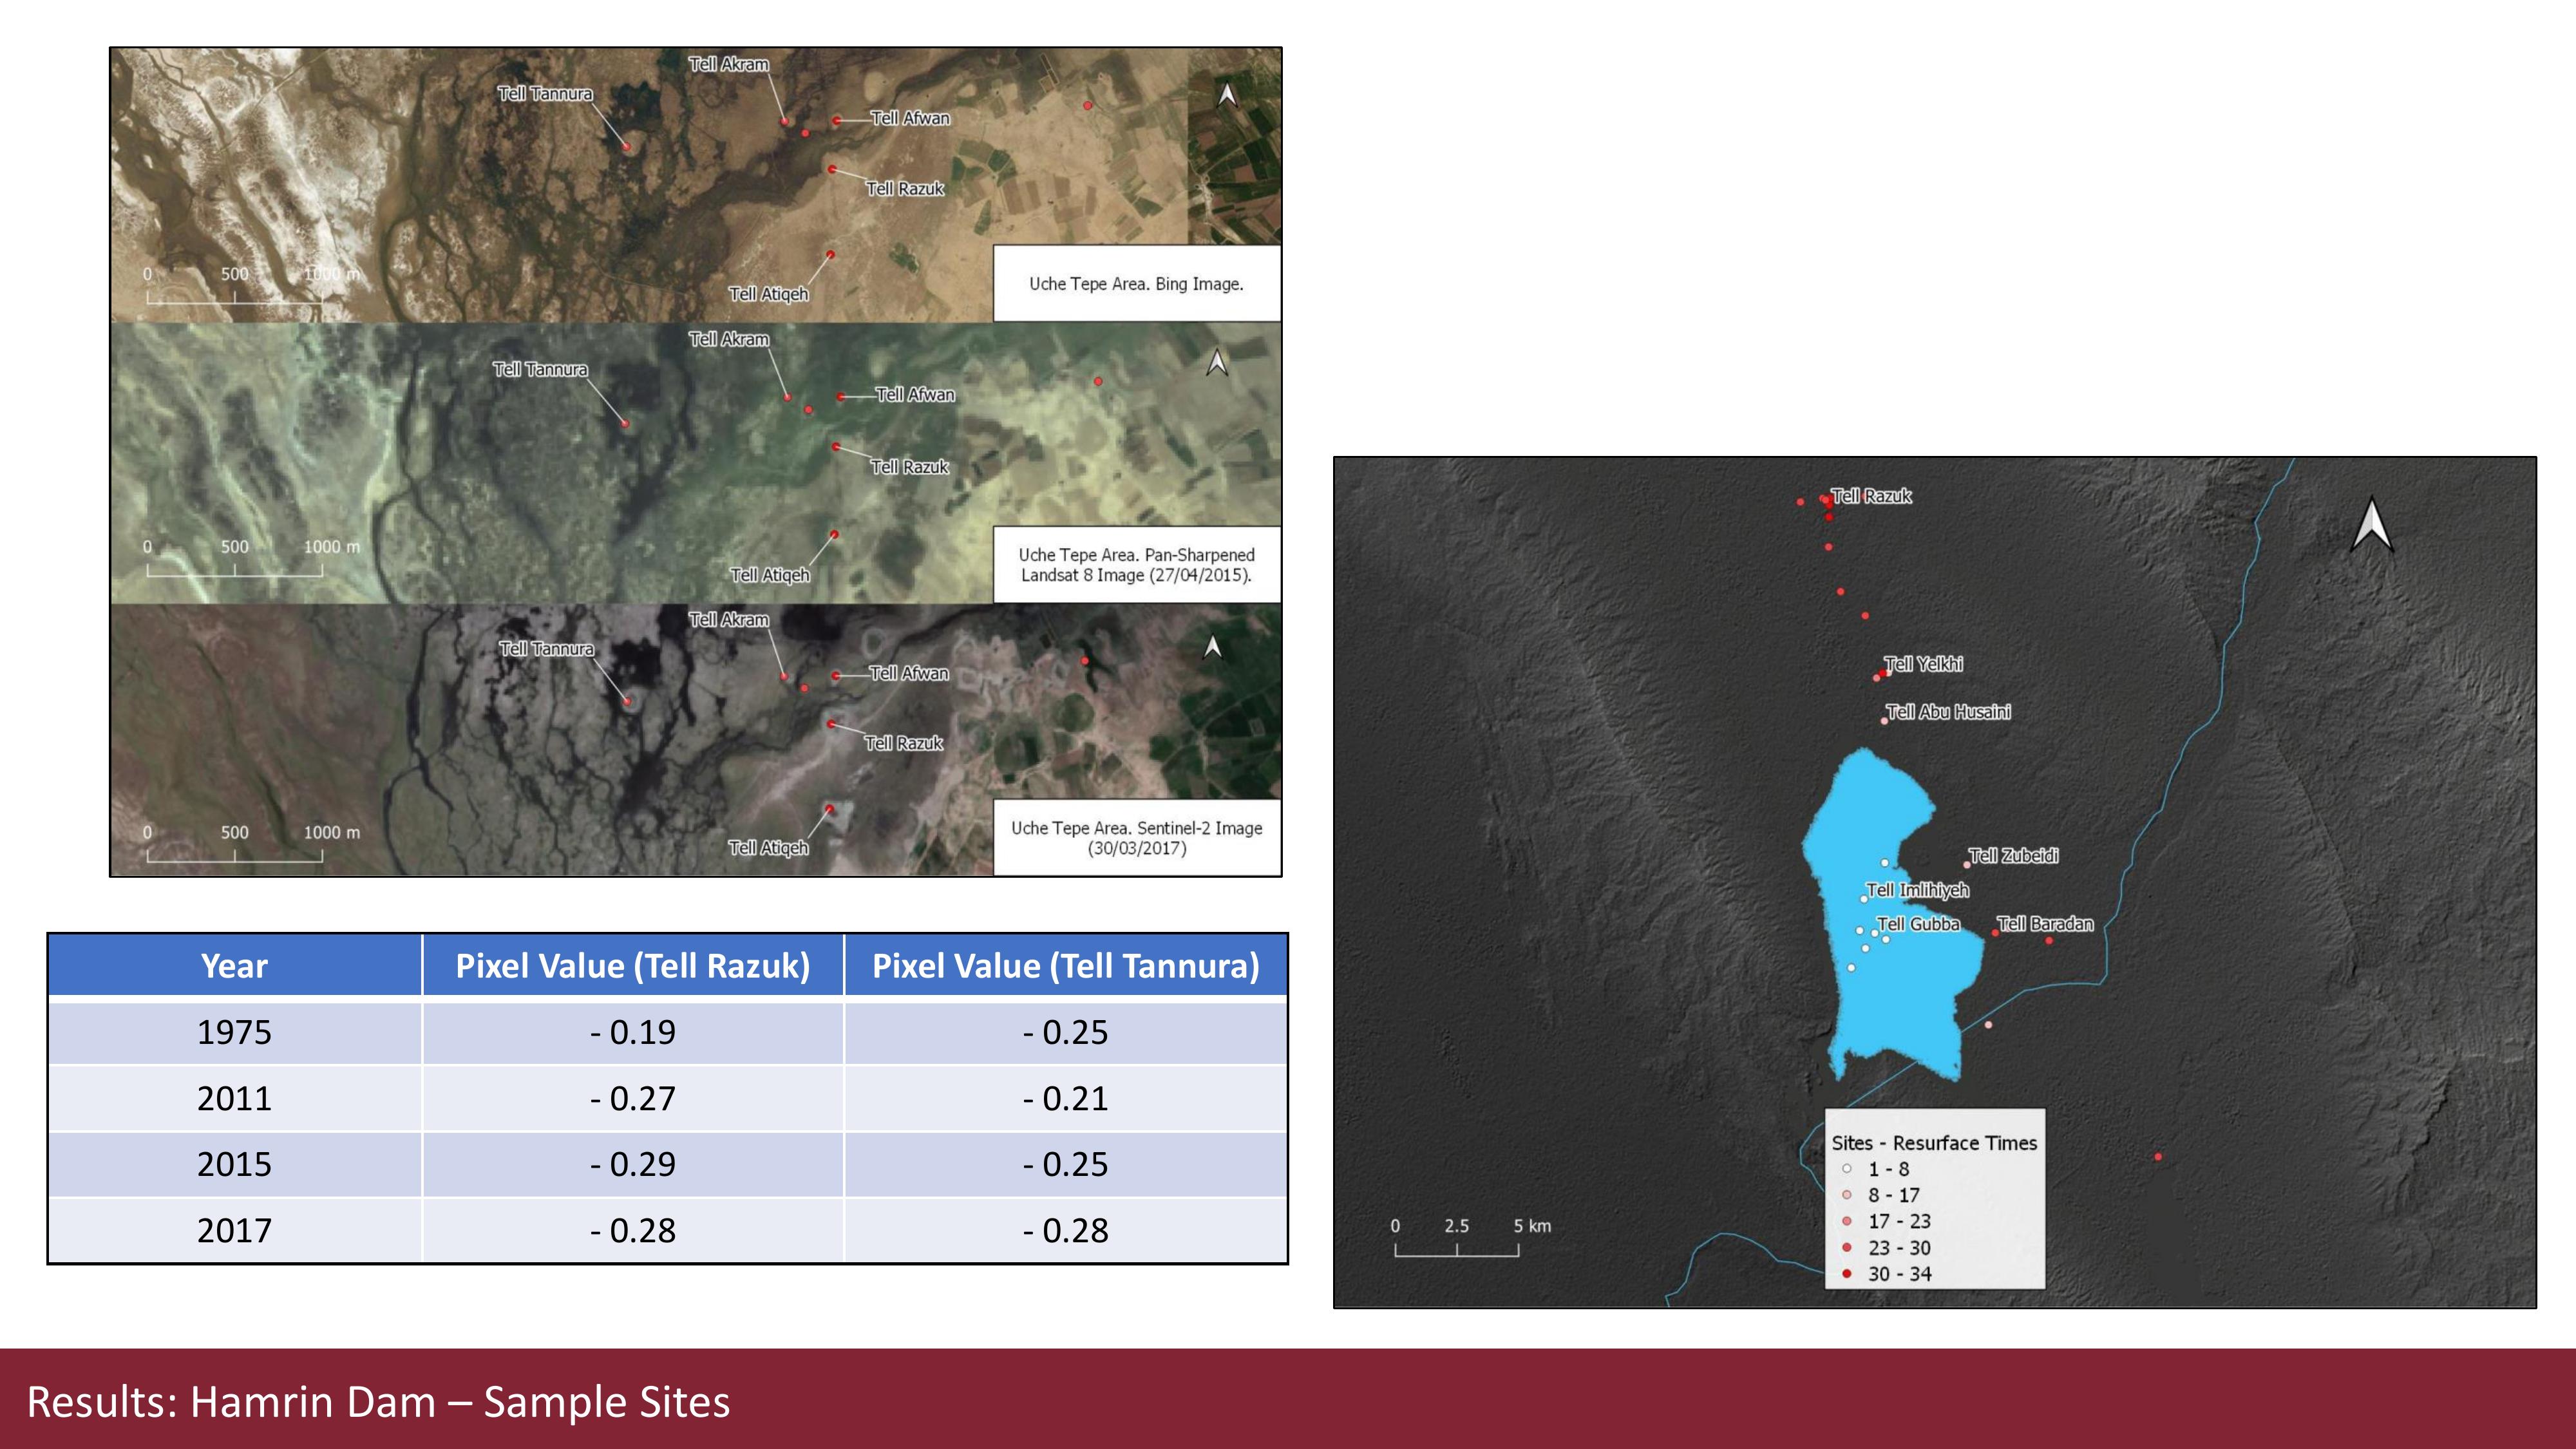 Tell Akram
Tell Tannura
Tell Afwan
Tell Razuk
0 500 1000 m
Tell Atiqeh
Uche Tepe Area. Bing Image.
Tell Akram
Tell Tannura
Tell Afwan
Tell Razuk
0 500 1000 m
Tell Atiqeh
Uche Tepe Area. Pan-Sharpened
Landsat 8 Image (27/04/2015).
Tell Akram
Tell Tannura
Tell Afwan
Tell Razuk
0 500 1000 m
Tell Atiqeh
Uche Tepe Area. Sentinel-2 Image
(30/03/2017)
Year Pixel Value (Tell Razuk) Pixel Value (Tell Tannura)
1975 - 0.19 - 0.25
2011 - 0.27 - 0.21
2015 - 0.29 - 0.25
2017 - 0.28 - 0.28
Tell Razuk
Tell Yelkhi
Tell Abu Husaini
Tell Zubeidi
Tell Imlihiyeh
Tell Gubba
Tell Baradan
Sites - Resurface Times
1 - 8
8 - 17
17 - 23
23 - 30
30 - 34
0 2.5 5 km
Results: Hamrin Dam – Sample Sites